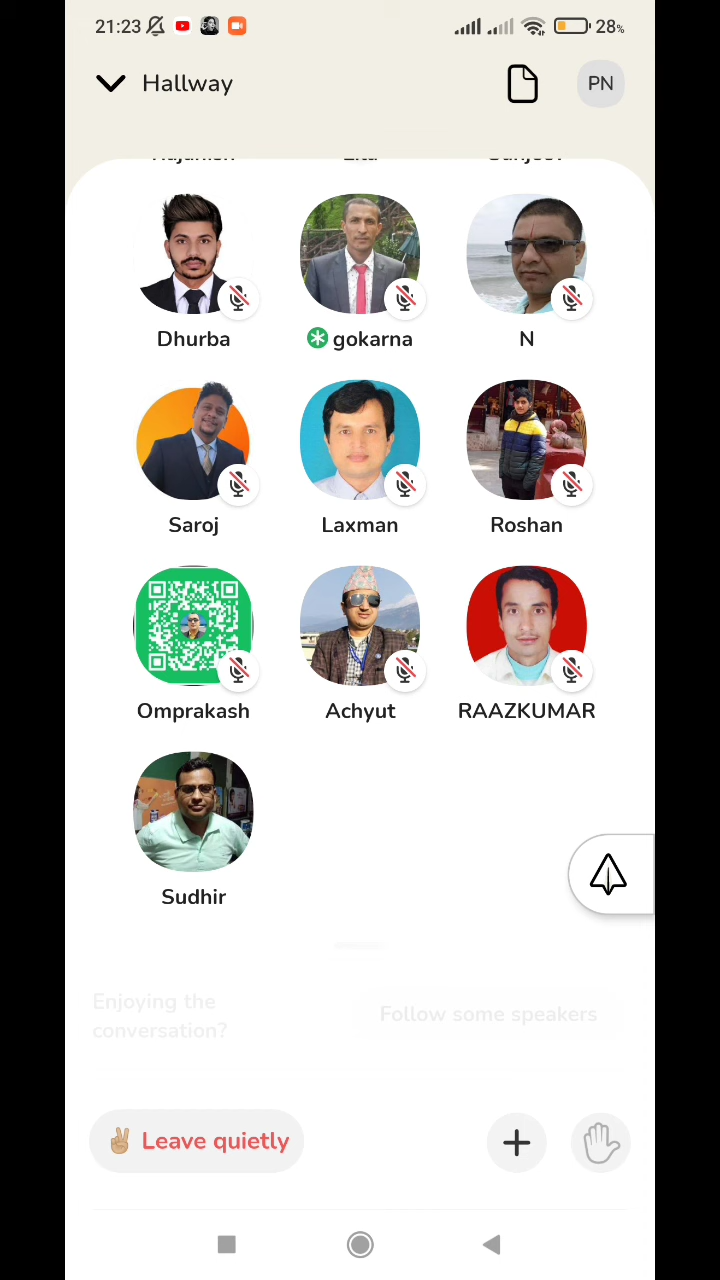 21:23 28%
Hallway PN
Dhurba gokarna N
Saroj Laxman Roshan
Omprakash Achyut RAAZKUMAR
Sudhir
Enjoying the
conversation? Follow some speakers
Leave quietly